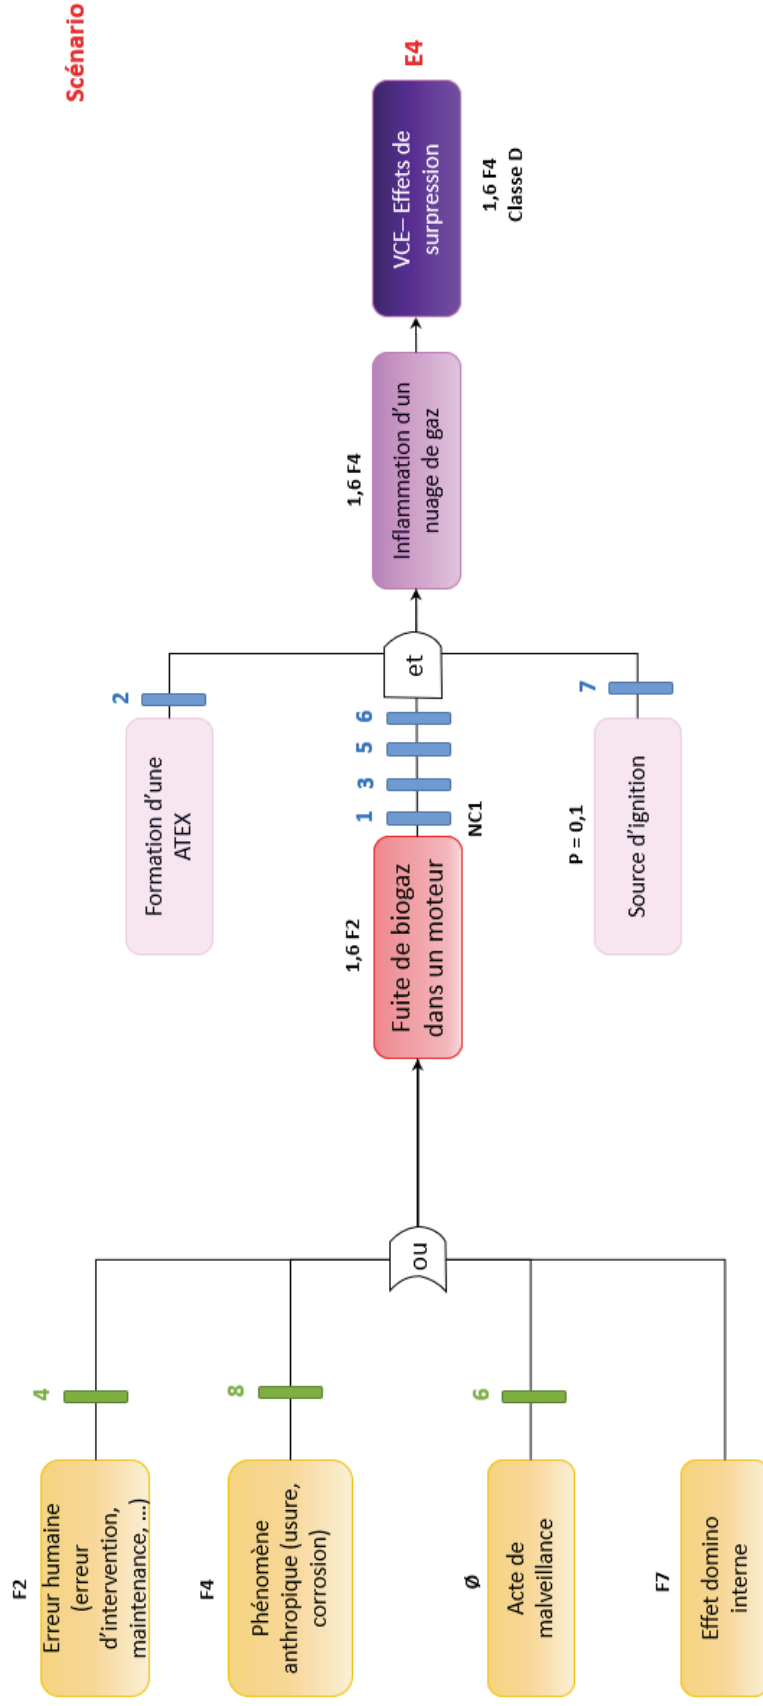 Scénario
F2
Erreur humaine
(erreur
d’intervention,
maintenance, ...)
4
F4
Phénomène
anthropique (usure,
corrosion)
8
Ø
Acte de
malveillance
6
F7
Effet domino
interne
ou
1,6 F2
Fuite de biogaz
dans un moteur
NC1
1
3
5
6
Formation d’une
ATEX
2
P = 0,1
Source d’ignition
7
et
1,6 F4
Inflammation d’un
nuage de gaz
E4
VCE– Effets de
surpression
1,6 F4
Classe D